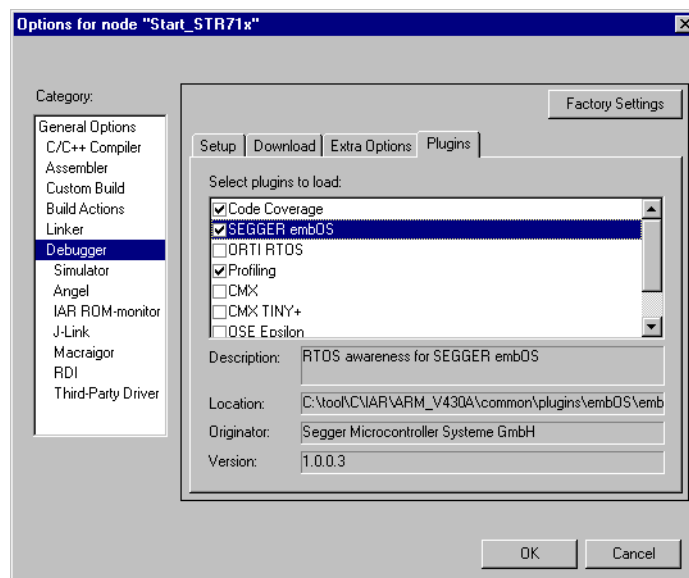 Options for node "Start_STR71x"
Category:
General Options
C/C++ Compiler
Assembler
Custom Build
Build Actions
Linker
Debugger
Simulator
Angel
IAR ROM-monitor
J-Link
Macraigor
RDI
Third-Party Driver
Factory Settings
Setup Download Extra Options Plugins
Select plugins to load:
Code Coverage
SEGGER embOS
ORTI RTOS
Profiling
CMX
CMX TINY+
OSE Epsilon
Description: RTOS awareness for SEGGER embOS
Location: C:\tool\C\IAR\ARM_V430A\common\plugins\embOS\emb
Originator: Segger Microcontroller Systeme GmbH
Version: 1.0.0.3
OK Cancel